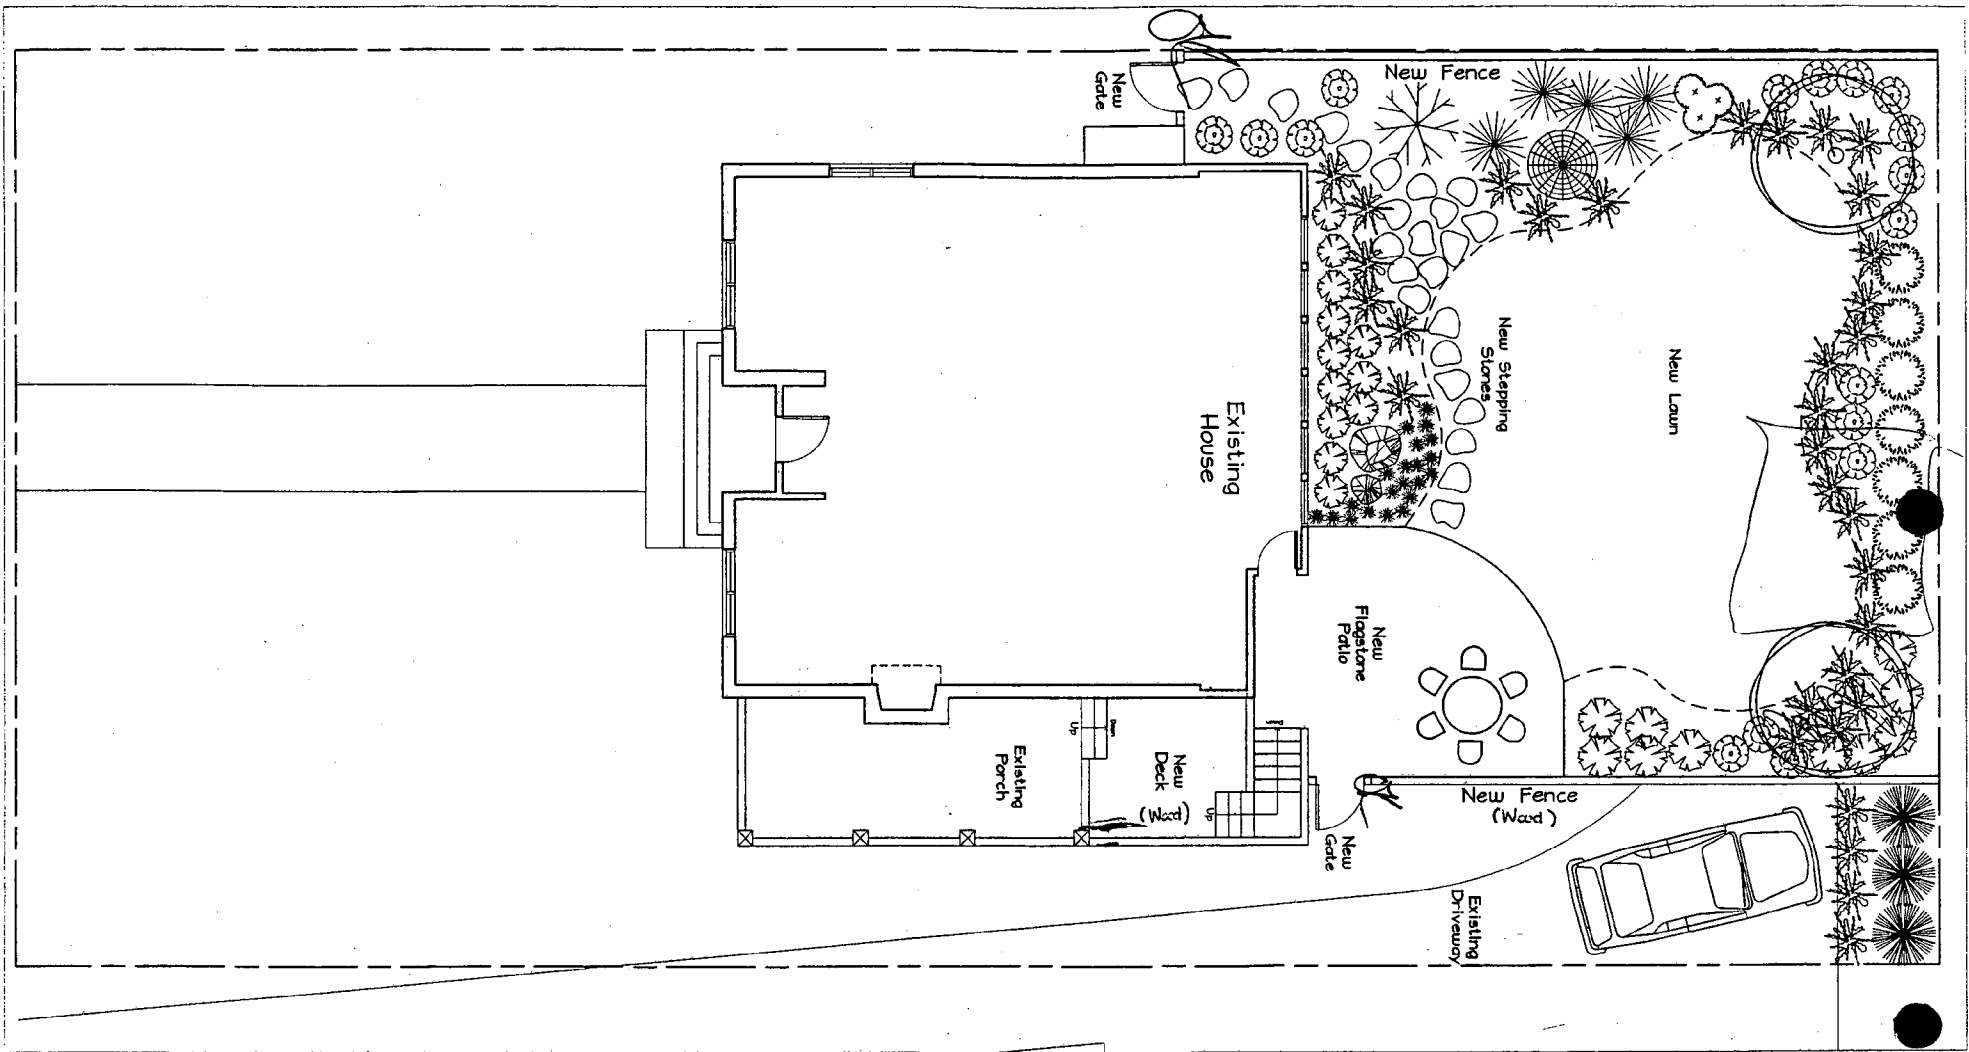 New Fence
New
Gate
New Stepping
Stones
New Lawn
Existing
House
New
Flagstone
Patio
Existing
Porch
Up
Down
New
Deck
(Wood)
Up
New Fence
(Wood)
New
Gate
Existing
Driveway